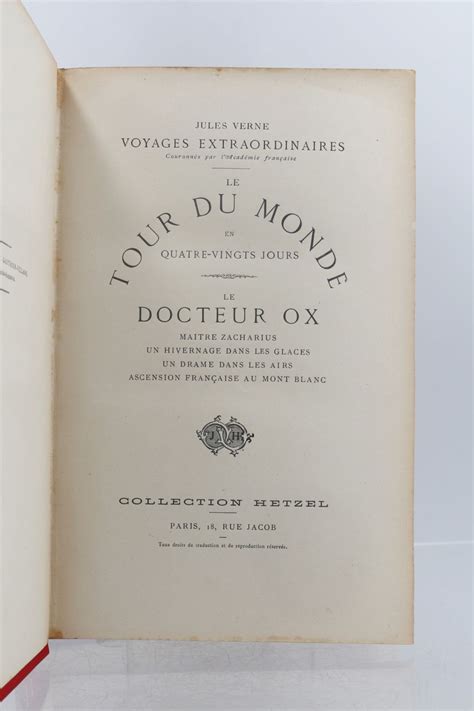 JULES VERNE
VOYAGES EXTRAORDINAIRES
Couronnés par l'Académie française
LE
TOUR DU MONDE
EN
QUATRE-VINGTS JOURS
LE
DOCTEUR OX
MAITRE ZACHARIUS
UN HIVERNAGE DANS LES GLACES
UN DRAME DANS LES AIRS
ASCENSION FRANÇAISE AU MONT BLANC
JH
COLLECTION HETZEL
PARIS, 18, RUE JACOB
Tous droits de traduction et de reproduction réservés.